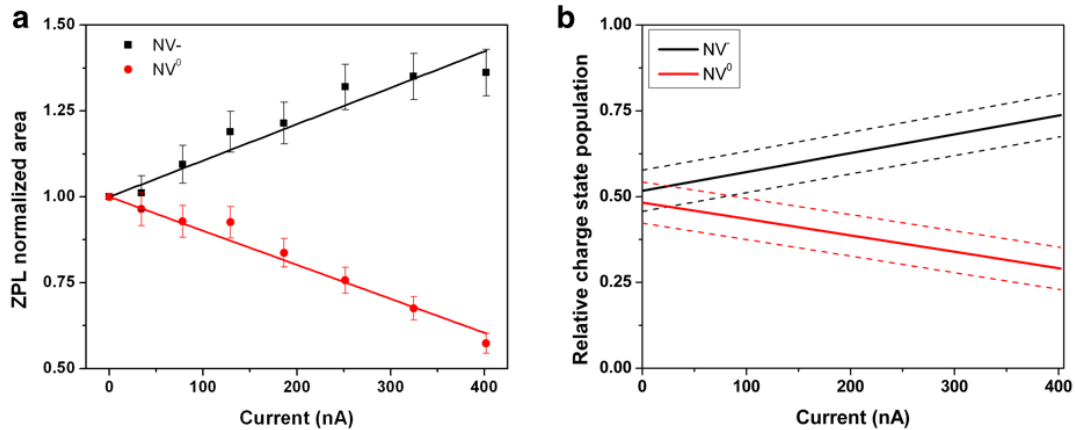 a
1.50
1.25
1.00
0.75
0.50
ZPL normalized area
NV-
NV⁰
0
100
200
300
400
Current (nA)
b
1.00
0.75
0.50
0.25
0.00
Relative charge state population
NV⁻
NV⁰
0
100
200
300
400
Current (nA)